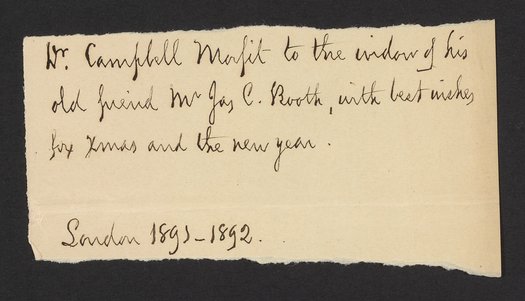 Dr. Campbell Morfit to the widow of his
old friend Mr Jas C. Booth, with best wishes
for Xmas and the new year.
London 1891-1892.